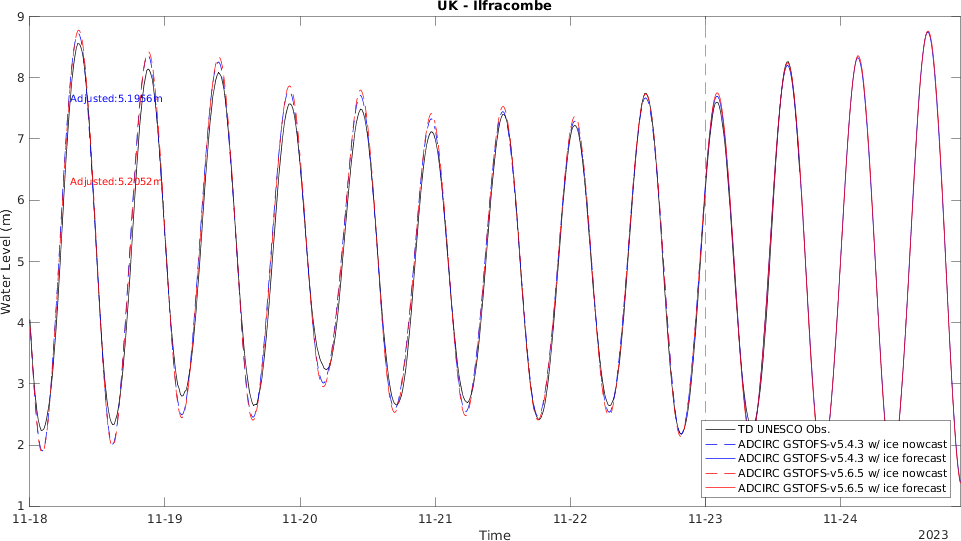 UK - Ilfracombe
9
8
7
6
5
4
3
2
1
Water Level (m)
Adjusted:5.1956m
Adjusted:5.2052m
TD UNESCO Obs.
ADCIRC GSTOFS-v5.4.3 w/ ice nowcast
ADCIRC GSTOFS-v5.4.3 w/ ice forecast
ADCIRC GSTOFS-v5.6.5 w/ ice nowcast
ADCIRC GSTOFS-v5.6.5 w/ ice forecast
11-18 11-19 11-20 11-21 11-22 11-23 11-24
Time
2023